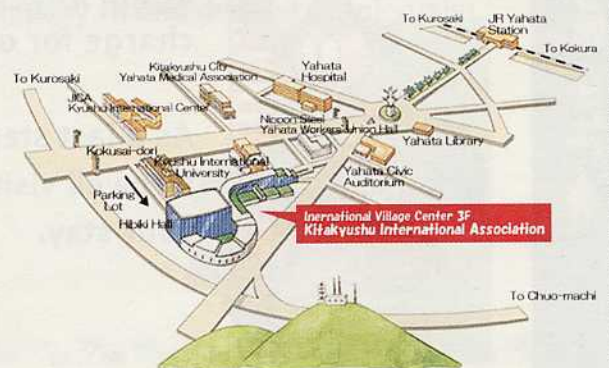 To Kurosaki
JR Yahata
Station
To Kokura
Kitakyushu City
Yahata Medical Association
Yahata
Hospital
To Kurosaki
JICA
Kyushu International Center
Nippon Steel
Yahata Workers Union Hall
Yahata Library
Kokusai-dori
Kyushu International
University
Yahata Civic
Auditorium
Parking
Lot
Hibiki Hall
Inernational Village Center 3F
Kitakyushu International Association
To Chuo-machi